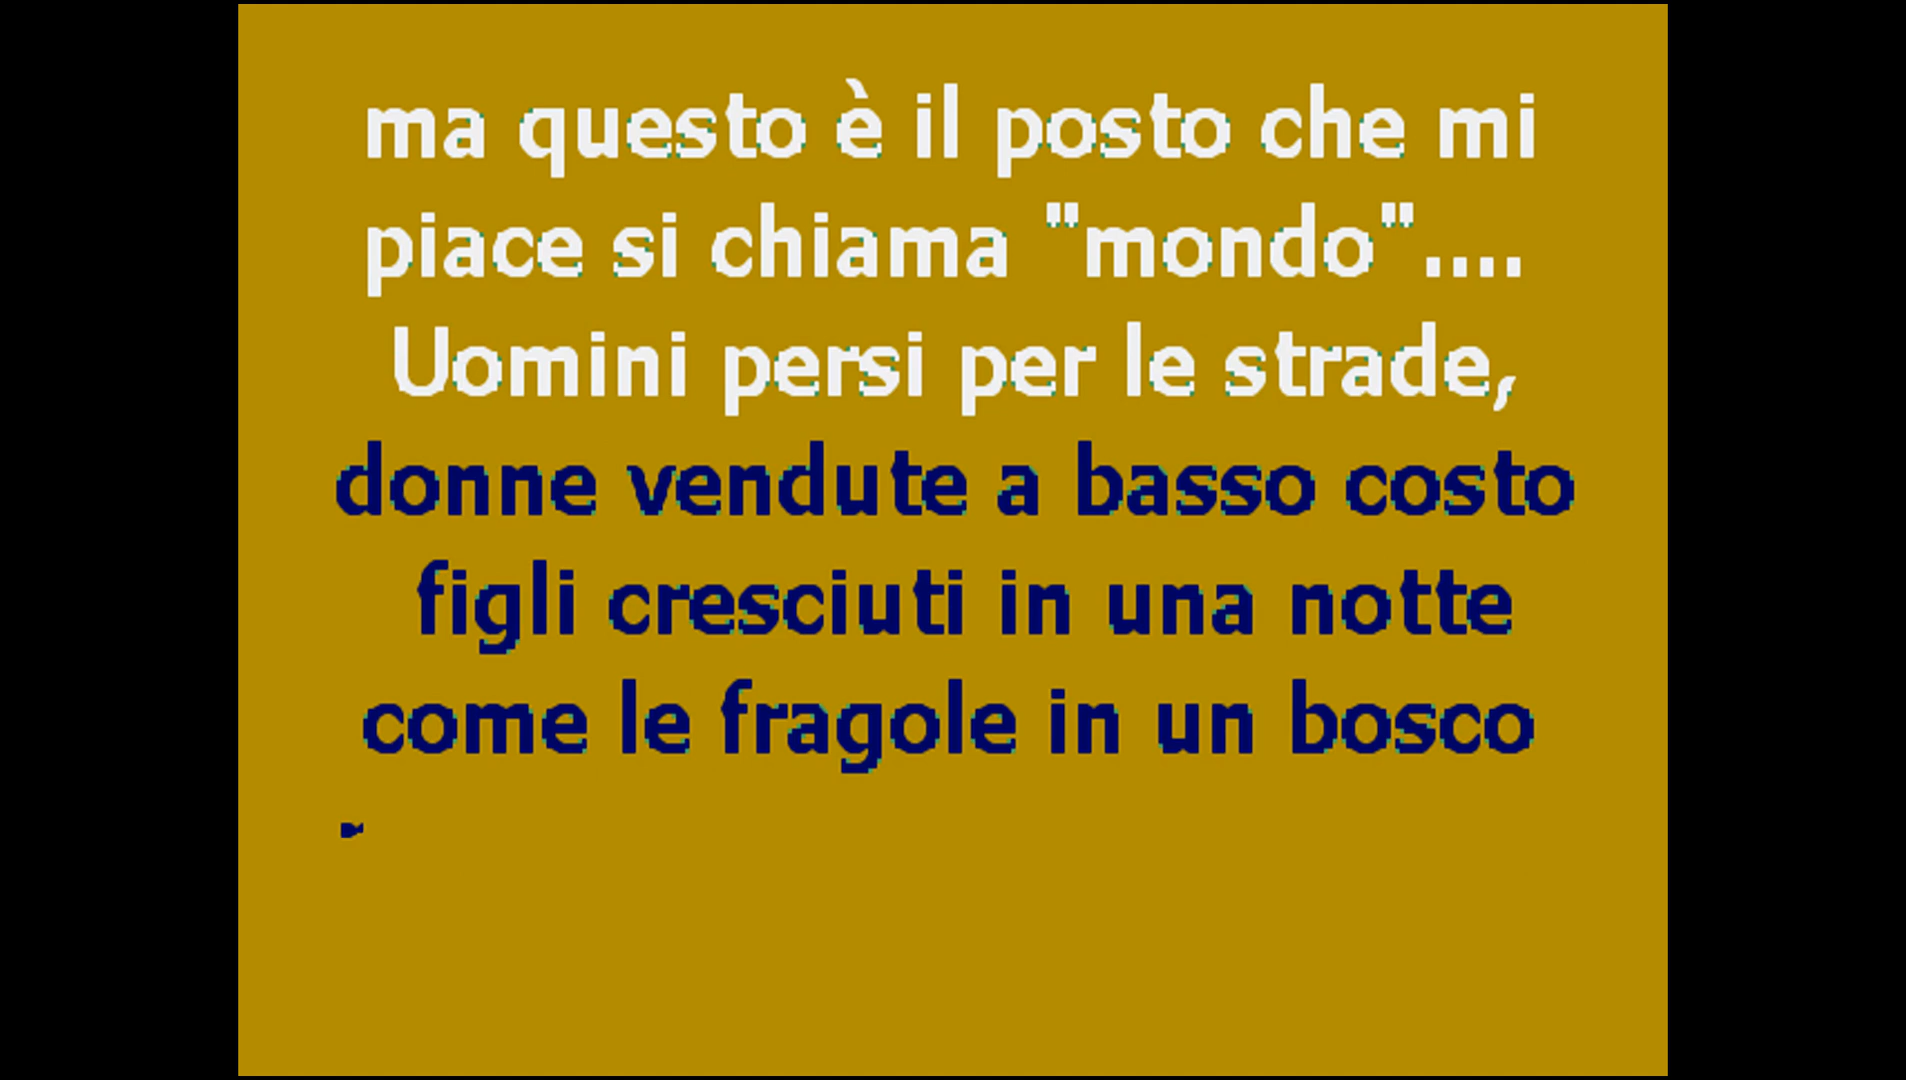 ma questo è il posto che mi
piace si chiama "mondo"....
Uomini persi per le strade,
donne vendute a basso costo
figli cresciuti in una notte
come le fragole in un bosco